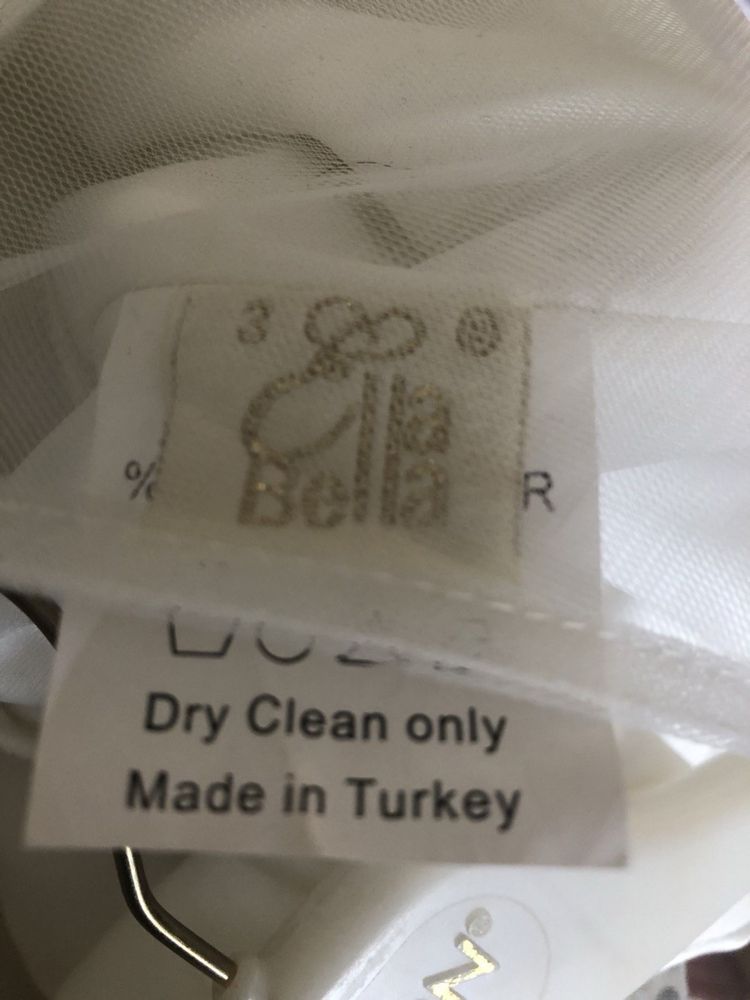 3 ®
Ella
Bella
% R
Dry Clean only
Made in Turkey
®